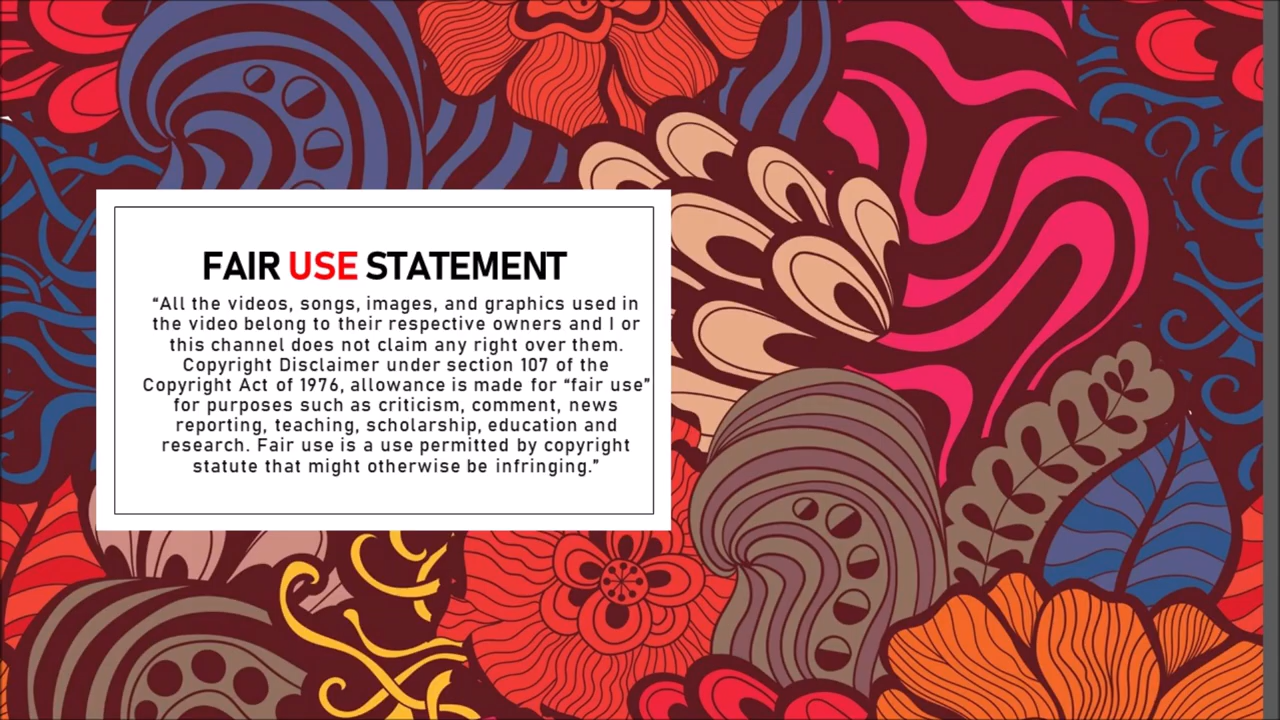 FAIR USE STATEMENT
“All the videos, songs, images, and graphics used in
the video belong to their respective owners and I or
this channel does not claim any right over them.
Copyright Disclaimer under section 107 of the
Copyright Act of 1976, allowance is made for “fair use”
for purposes such as criticism, comment, news
reporting, teaching, scholarship, education and
research. Fair use is a use permitted by copyright
statute that might otherwise be infringing.”